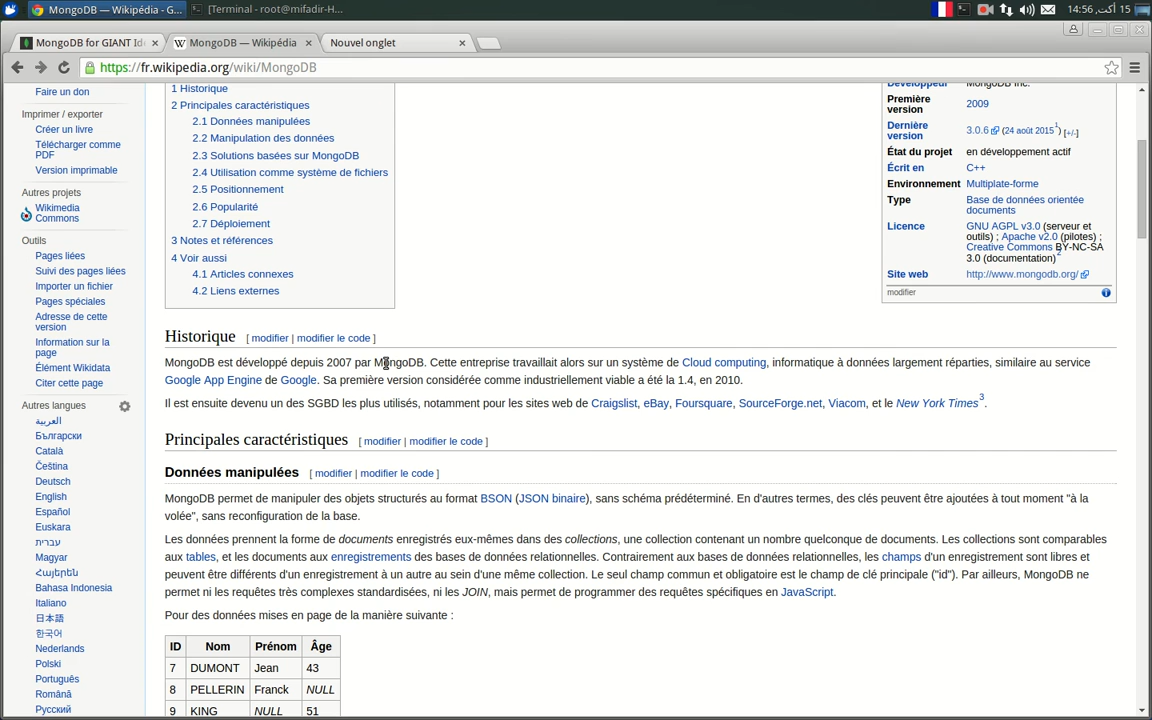 MongoDB — Wikipédia - G...
[Terminal - root@mifadir-H...
15 أكت, 14:56
MongoDB for GIANT Id
MongoDB — Wikipédia
Nouvel onglet
https://fr.wikipedia.org/wiki/MongoDB
Faire un don
Imprimer / exporter
Créer un livre
Télécharger comme
PDF
Version imprimable
Autres projets
Wikimedia
Commons
Outils
Pages liées
Suivi des pages liées
Importer un fichier
Pages spéciales
Adresse de cette
version
Information sur la
page
Élément Wikidata
Citer cette page
Autres langues
العربية
Български
Català
Čeština
Deutsch
English
Español
Euskara
עברית
Magyar
Հայերեն
Bahasa Indonesia
Italiano
日本語
한국어
Nederlands
Polski
Português
Română
Русский
1 Historique
2 Principales caractéristiques
2.1 Données manipulées
2.2 Manipulation des données
2.3 Solutions basées sur MongoDB
2.4 Utilisation comme système de fichiers
2.5 Positionnement
2.6 Popularité
2.7 Déploiement
3 Notes et références
4 Voir aussi
4.1 Articles connexes
4.2 Liens externes
Développeur MongoDB Inc.
Première
version 2009
Dernière
version 3.0.6 (24 août 2015¹) [+/-]
État du projet en développement actif
Écrit en C++
Environnement Multiplate-forme
Type Base de données orientée
documents
Licence GNU AGPL v3.0 (serveur et
outils) ; Apache v2.0 (pilotes) ;
Creative Commons BY-NC-SA
3.0 (documentation)²
Site web http://www.mongodb.org/
modifier
Historique [ modifier | modifier le code ]
MongoDB est développé depuis 2007 par MongoDB. Cette entreprise travaillait alors sur un système de Cloud computing, informatique à données largement réparties, similaire au service
Google App Engine de Google. Sa première version considérée comme industriellement viable a été la 1.4, en 2010.
Il est ensuite devenu un des SGBD les plus utilisés, notamment pour les sites web de Craigslist, eBay, Foursquare, SourceForge.net, Viacom, et le New York Times³.
Principales caractéristiques [ modifier | modifier le code ]
Données manipulées [ modifier | modifier le code ]
MongoDB permet de manipuler des objets structurés au format BSON (JSON binaire), sans schéma prédéterminé. En d'autres termes, des clés peuvent être ajoutées à tout moment "à la
volée", sans reconfiguration de la base.
Les données prennent la forme de documents enregistrés eux-mêmes dans des collections, une collection contenant un nombre quelconque de documents. Les collections sont comparables
aux tables, et les documents aux enregistrements des bases de données relationnelles. Contrairement aux bases de données relationnelles, les champs d'un enregistrement sont libres et
peuvent être différents d'un enregistrement à un autre au sein d'une même collection. Le seul champ commun et obligatoire est le champ de clé principale ("id"). Par ailleurs, MongoDB ne
permet ni les requêtes très complexes standardisées, ni les JOIN, mais permet de programmer des requêtes spécifiques en JavaScript.
Pour des données mises en page de la manière suivante :
ID Nom Prénom Âge
7 DUMONT Jean 43
8 PELLERIN Franck NULL
9 KING NULL 51